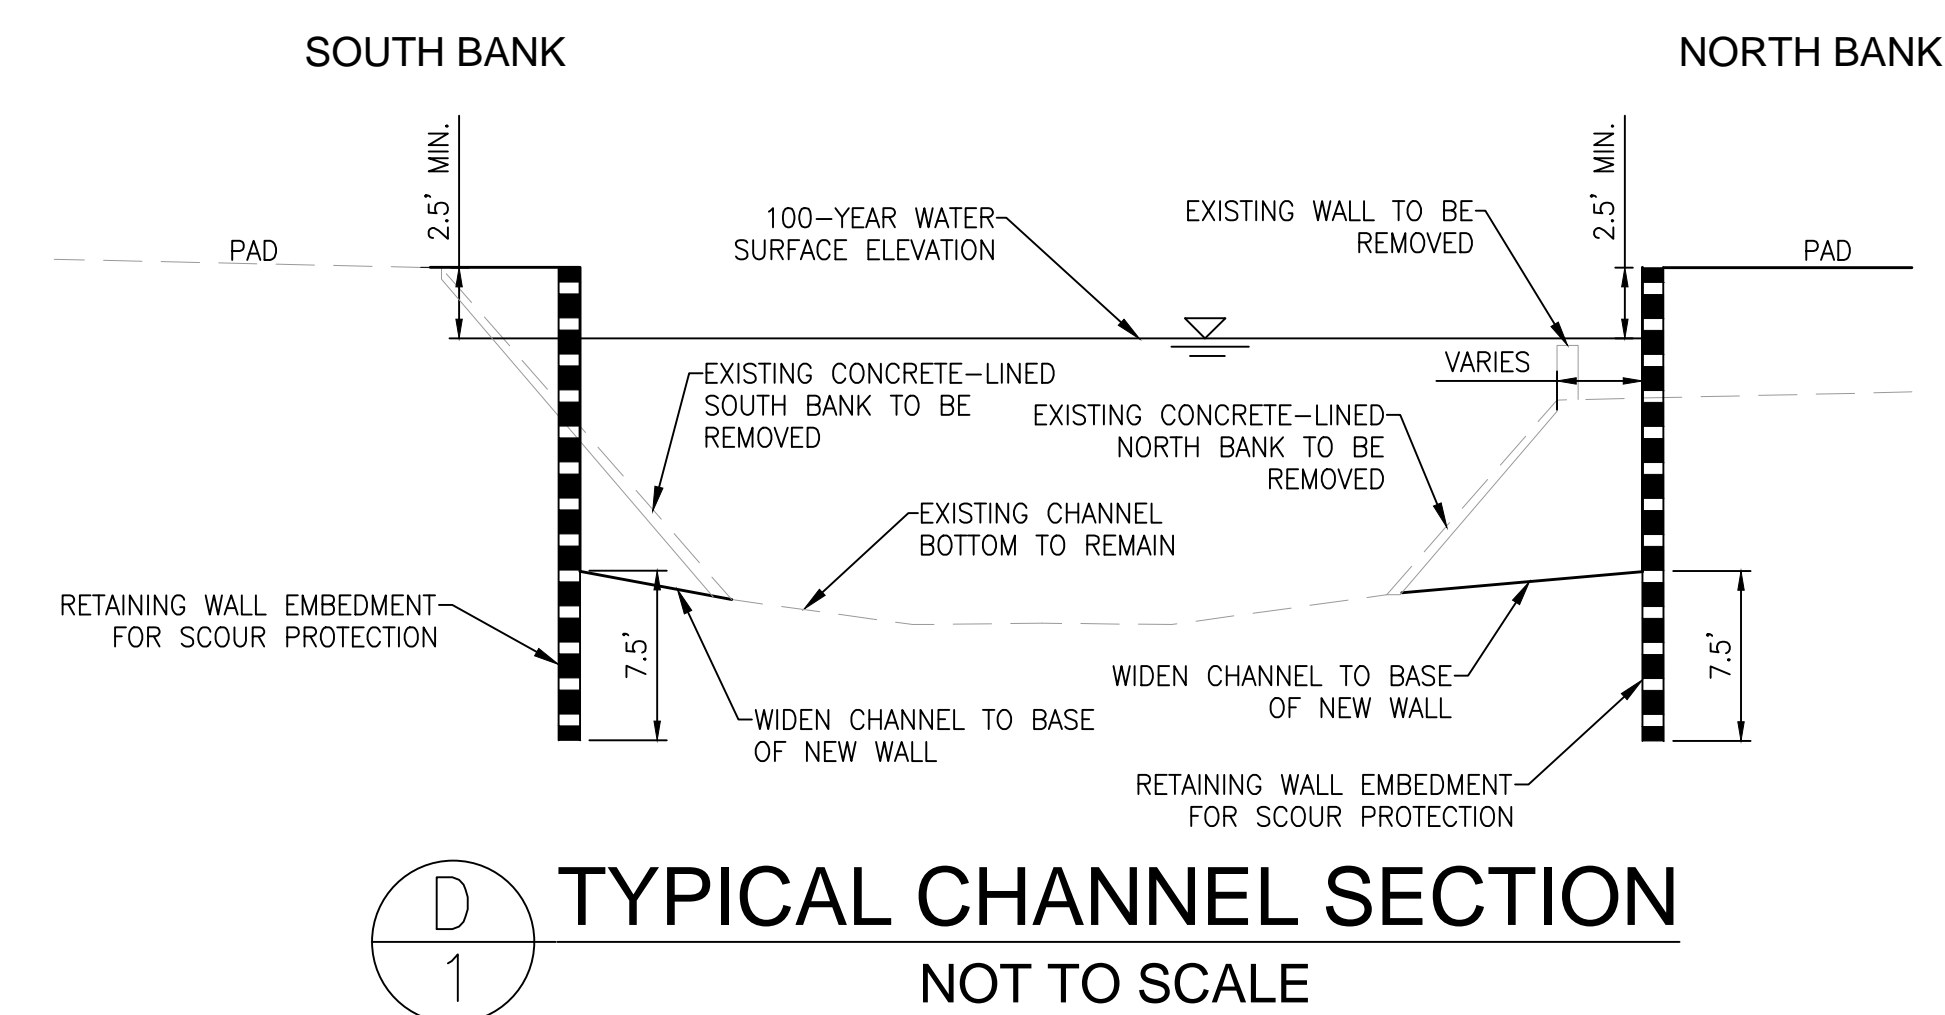 SOUTH BANK
NORTH BANK
2.5' MIN.
2.5' MIN.
100-YEAR WATER
SURFACE ELEVATION
EXISTING WALL TO BE
REMOVED
PAD
PAD
VARIES
EXISTING CONCRETE-LINED
SOUTH BANK TO BE
REMOVED
EXISTING CONCRETE-LINED
NORTH BANK TO BE
REMOVED
EXISTING CHANNEL
BOTTOM TO REMAIN
RETAINING WALL EMBEDMENT
FOR SCOUR PROTECTION
7.5'
7.5'
WIDEN CHANNEL TO BASE
OF NEW WALL
WIDEN CHANNEL TO BASE
OF NEW WALL
RETAINING WALL EMBEDMENT
FOR SCOUR PROTECTION
D
1
TYPICAL CHANNEL SECTION
NOT TO SCALE